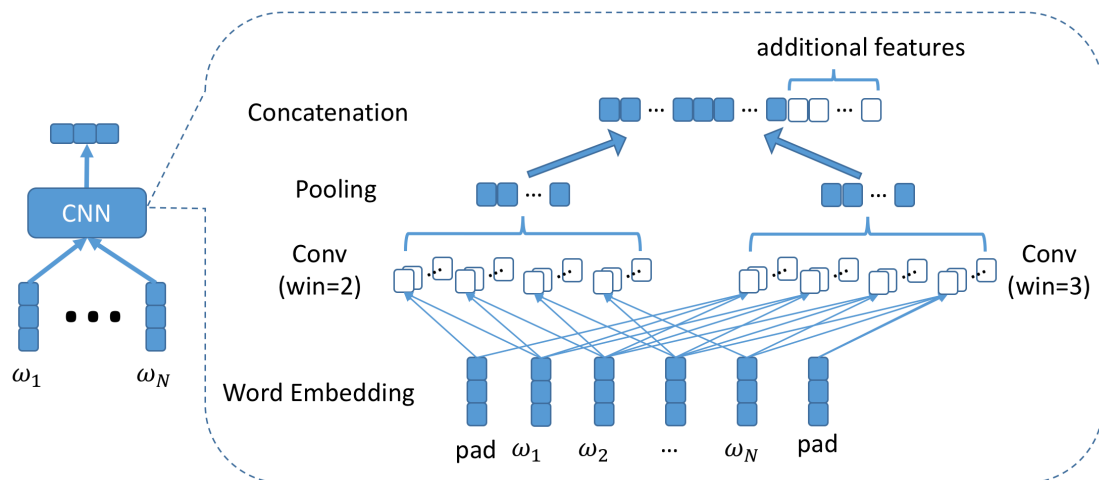 additional features
Concatenation
...
...
...
Pooling
...
...
CNN
Conv
(win=2)
Conv
(win=3)
...
ω1
ωN
Word Embedding
pad
ω1
ω2
...
ωN
pad